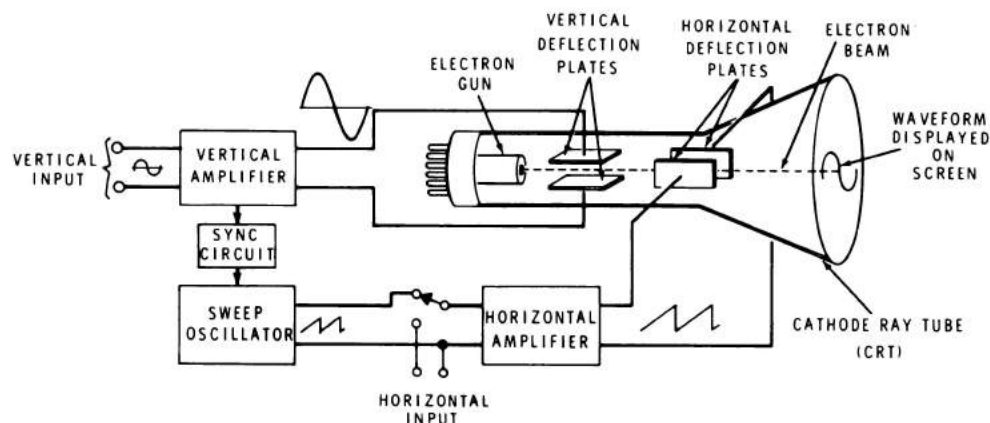 VERTICAL
DEFLECTION
PLATES
HORIZONTAL
DEFLECTION
PLATES
ELECTRON
BEAM
ELECTRON
GUN
WAVEFORM
DISPLAYED
ON
SCREEN
VERTICAL
INPUT
VERTICAL
AMPLIFIER
SYNC
CIRCUIT
SWEEP
OSCILLATOR
HORIZONTAL
AMPLIFIER
HORIZONTAL
INPUT
CATHODE RAY TUBE
(CRT)